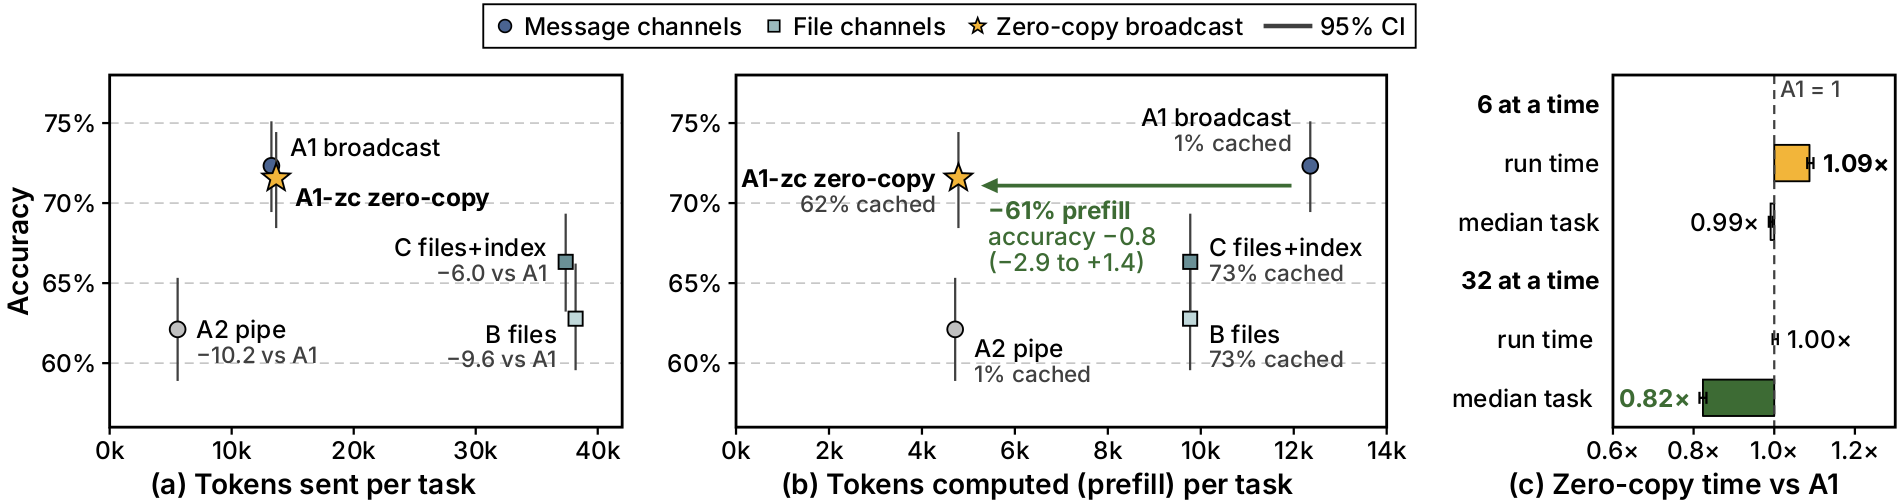 Message channels File channels Zero-copy broadcast 95% CI
Accuracy
75%
70%
65%
60%
A1 broadcast
A1-zc zero-copy
C files+index
−6.0 vs A1
A2 pipe
−10.2 vs A1
B files
−9.6 vs A1
0k 10k 20k 30k 40k
(a) Tokens sent per task
75%
70%
65%
60%
A1 broadcast
1% cached
A1-zc zero-copy
62% cached
−61% prefill
accuracy −0.8
(−2.9 to +1.4)
C files+index
73% cached
A2 pipe
1% cached
B files
73% cached
0k 2k 4k 6k 8k 10k 12k 14k
(b) Tokens computed (prefill) per task
A1 = 1
6 at a time
run time 1.09×
median task 0.99×
32 at a time
run time 1.00×
median task 0.82×
0.6× 0.8× 1.0× 1.2×
(c) Zero-copy time vs A1